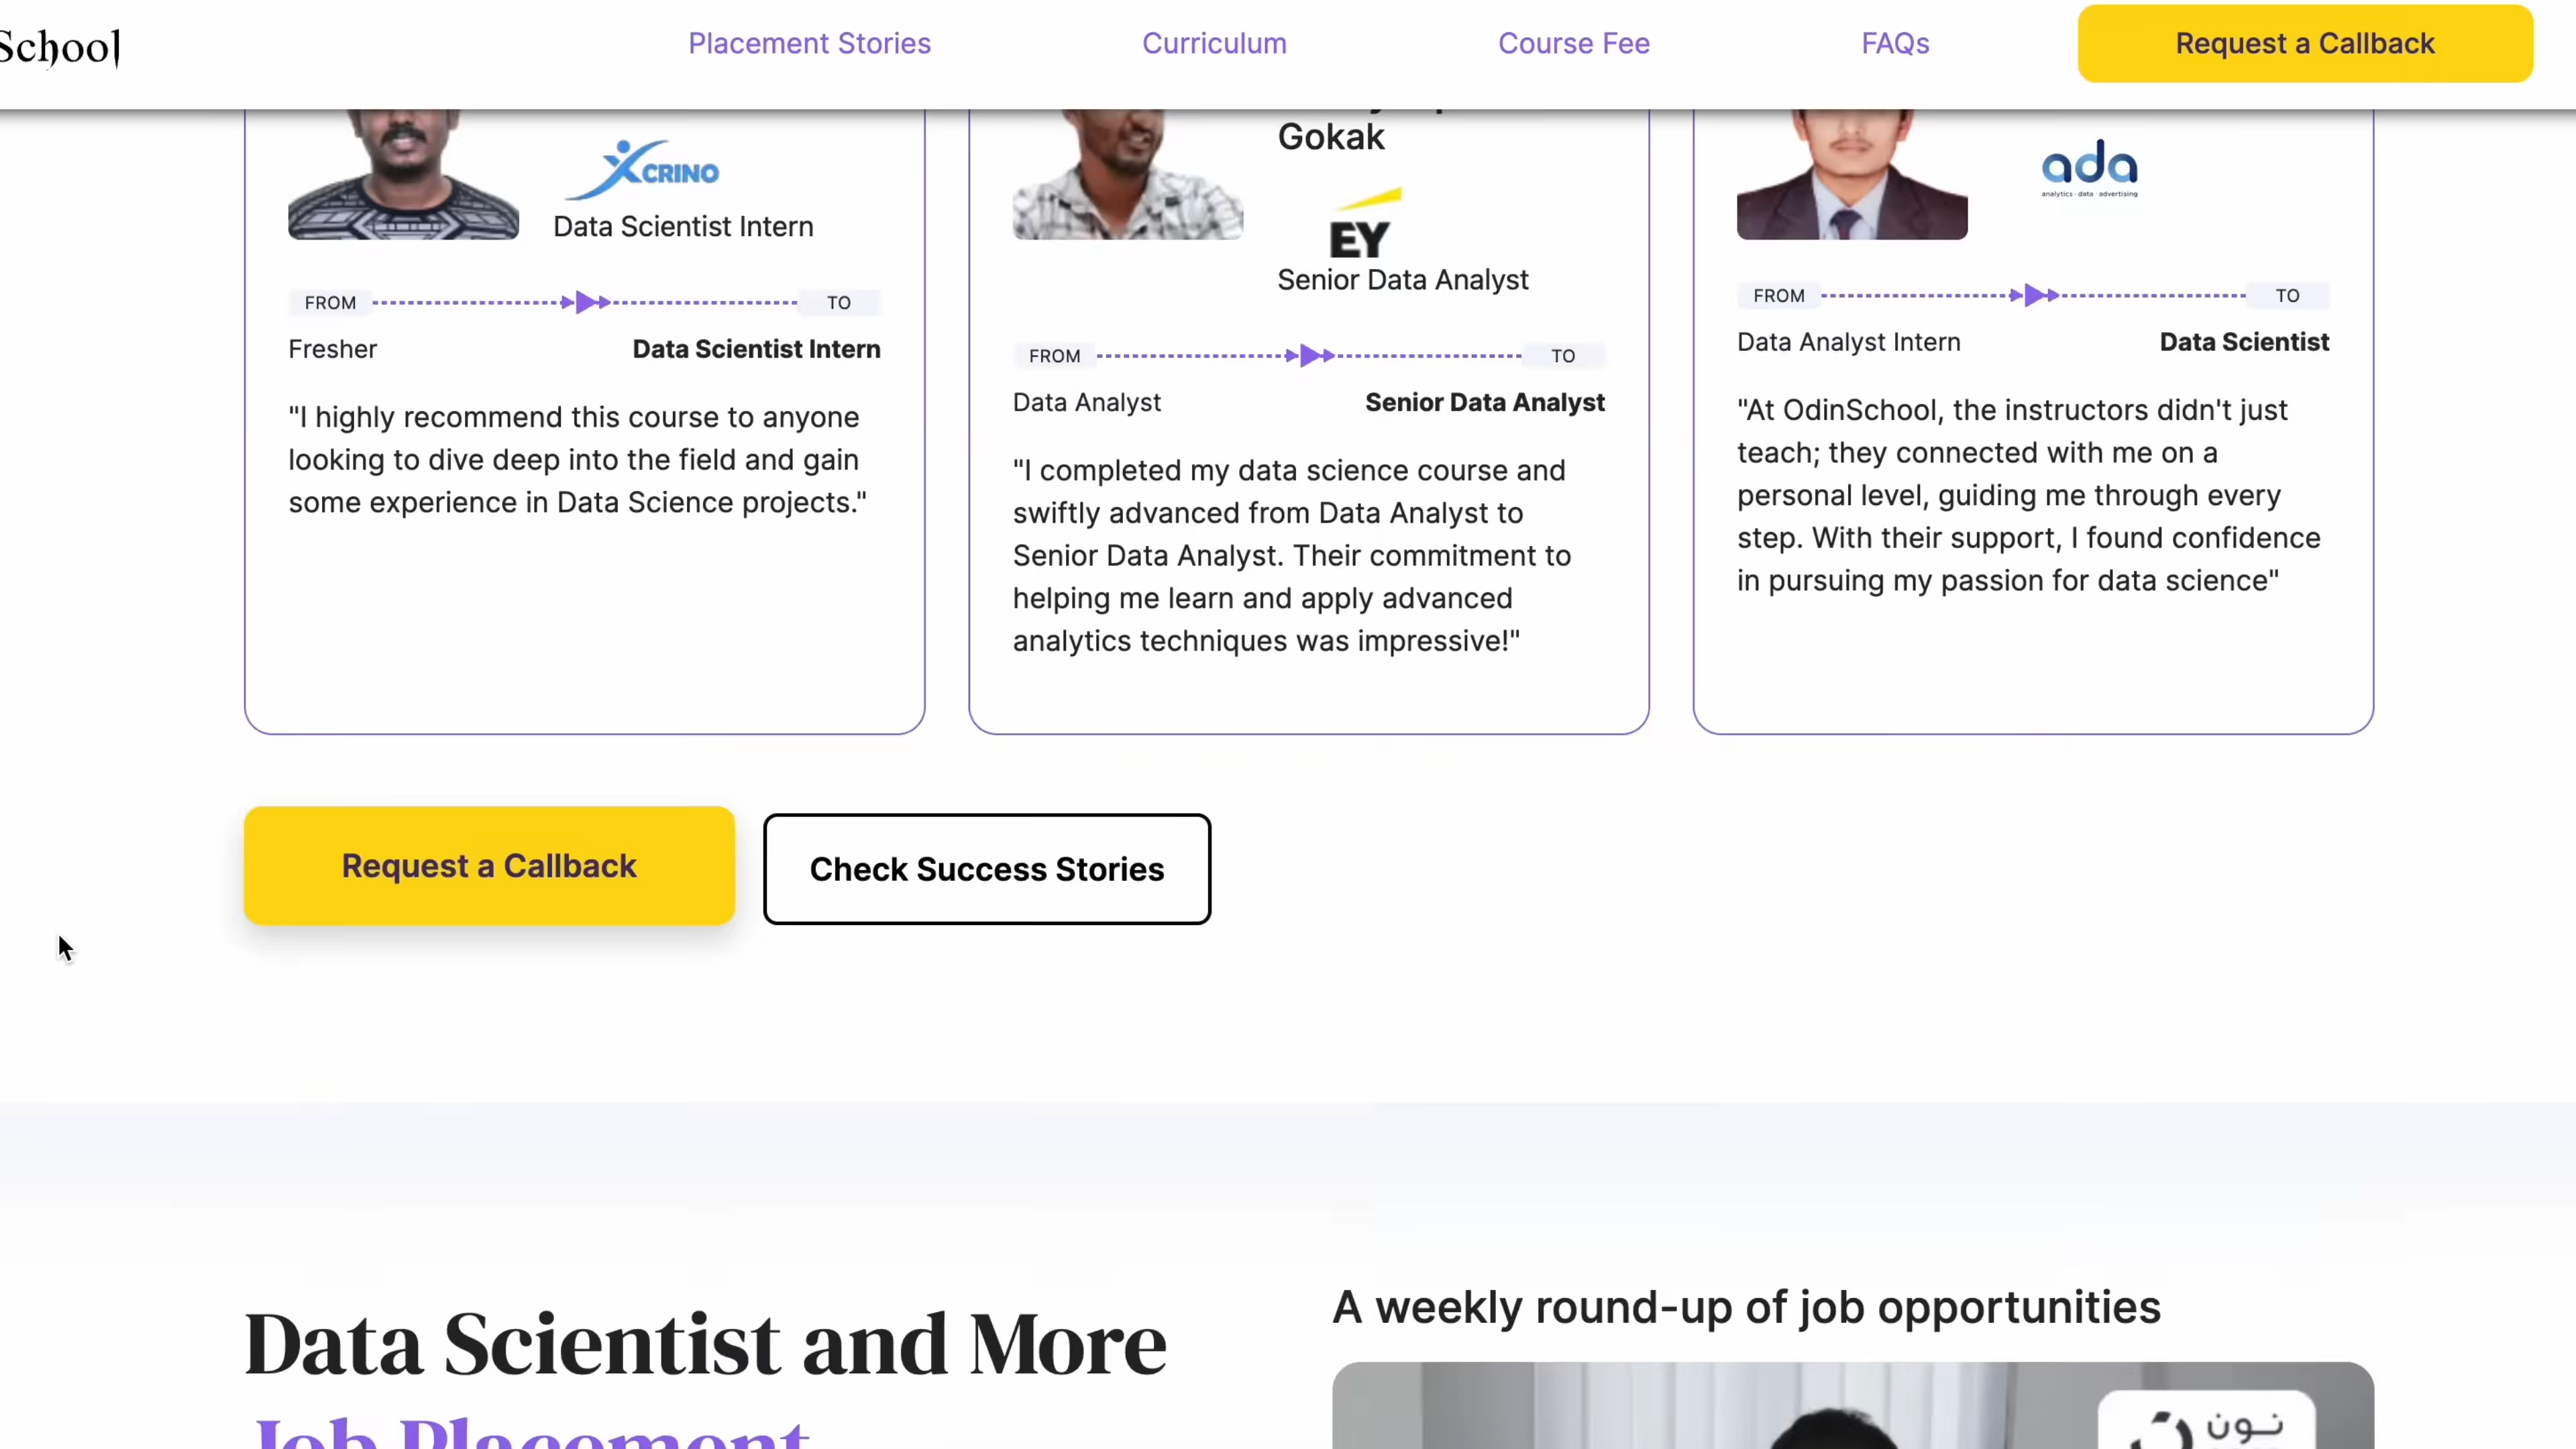 School
Placement Stories
Curriculum
Course Fee
FAQs
Request a Callback
XCRINO
Data Scientist Intern
FROM
TO
Fresher
Data Scientist Intern
"I highly recommend this course to anyone
looking to dive deep into the field and gain
some experience in Data Science projects."
Gokak
EY
Senior Data Analyst
FROM
TO
Data Analyst
Senior Data Analyst
"I completed my data science course and
swiftly advanced from Data Analyst to
Senior Data Analyst. Their commitment to
helping me learn and apply advanced
analytics techniques was impressive!"
ada
analytics · data · advertising
FROM
TO
Data Analyst Intern
Data Scientist
"At OdinSchool, the instructors didn't just
teach; they connected with me on a
personal level, guiding me through every
step. With their support, I found confidence
in pursuing my passion for data science"
Request a Callback
Check Success Stories
Data Scientist and More
Job Placement
A weekly round-up of job opportunities
نون